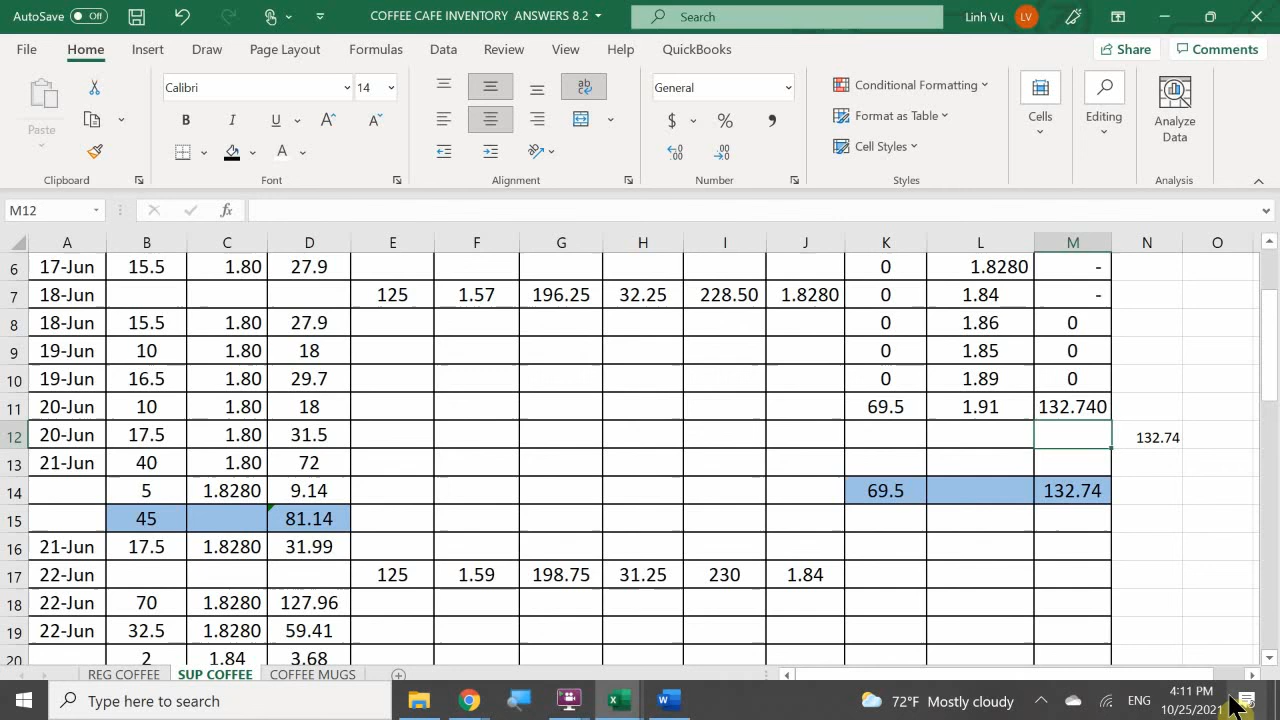 AutoSave Off COFFEE CAFE INVENTORY ANSWERS 8.2 Search Linh Vu LV
File Home Insert Draw Page Layout Formulas Data Review View Help QuickBooks Share Comments
Paste Calibri 14 General Conditional Formatting Format as Table Cell Styles Cells Editing Analyze Data
Clipboard Font Alignment Number Styles Analysis
M12 fx
A B C D E F G H I J K L M N O
6 17-Jun 15.5 1.80 27.9 0 1.8280 -
7 18-Jun 125 1.57 196.25 32.25 228.50 1.8280 0 1.84 -
8 18-Jun 15.5 1.80 27.9 0 1.86 0
9 19-Jun 10 1.80 18 0 1.85 0
10 19-Jun 16.5 1.80 29.7 0 1.89 0
11 20-Jun 10 1.80 18 69.5 1.91 132.740
12 20-Jun 17.5 1.80 31.5 132.74
13 21-Jun 40 1.80 72
14 5 1.8280 9.14 69.5 132.74
15 45 81.14
16 21-Jun 17.5 1.8280 31.99
17 22-Jun 125 1.59 198.75 31.25 230 1.84
18 22-Jun 70 1.8280 127.96
19 22-Jun 32.5 1.8280 59.41
20 2 1.84 3.68
REG COFFEE SUP COFFEE COFFEE MUGS
Type here to search 72°F Mostly cloudy ENG 4:11 PM
10/25/2021